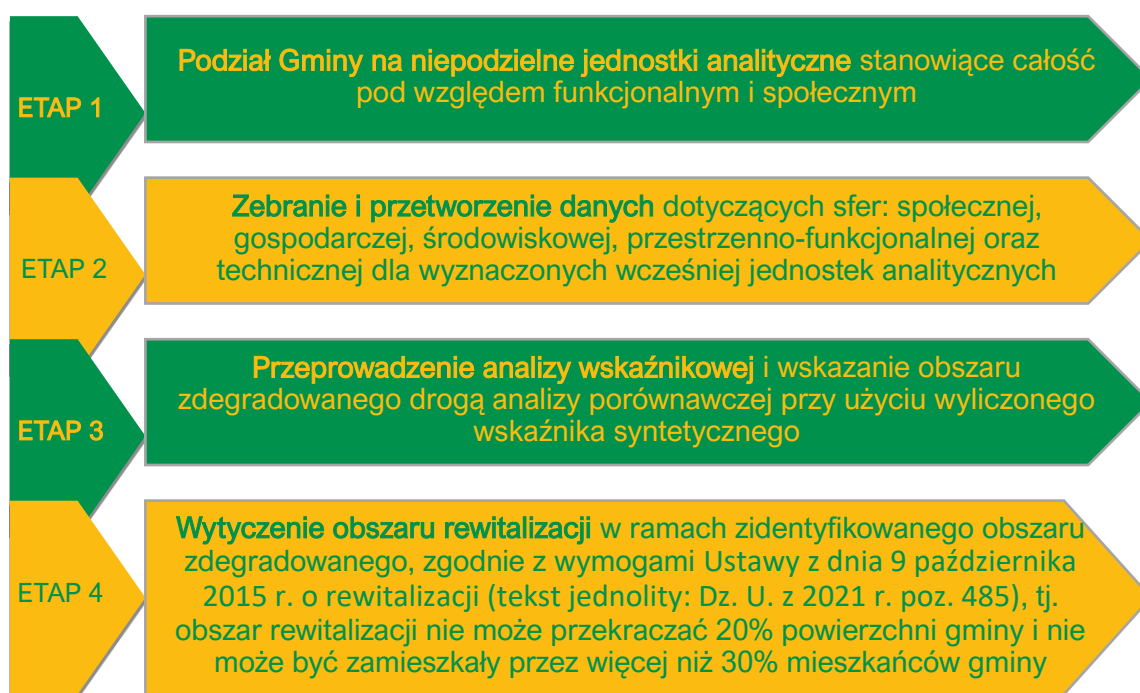 ETAP 1
Podział Gminy na niepodzielne jednostki analityczne stanowiące całość
pod względem funkcjonalnym i społecznym
ETAP 2
Zebranie i przetworzenie danych dotyczących sfer: społecznej,
gospodarczej, środowiskowej, przestrzenno-funkcjonalnej oraz
technicznej dla wyznaczonych wcześniej jednostek analitycznych
ETAP 3
Przeprowadzenie analizy wskaźnikowej i wskazanie obszaru
zdegradowanego drogą analizy porównawczej przy użyciu wyliczonego
wskaźnika syntetycznego
ETAP 4
Wytyczenie obszaru rewitalizacji w ramach zidentyfikowanego obszaru
zdegradowanego, zgodnie z wymogami Ustawy z dnia 9 października
2015 r. o rewitalizacji (tekst jednolity: Dz. U. z 2021 r. poz. 485), tj.
obszar rewitalizacji nie może przekraczać 20% powierzchni gminy i nie
może być zamieszkały przez więcej niż 30% mieszkańców gminy